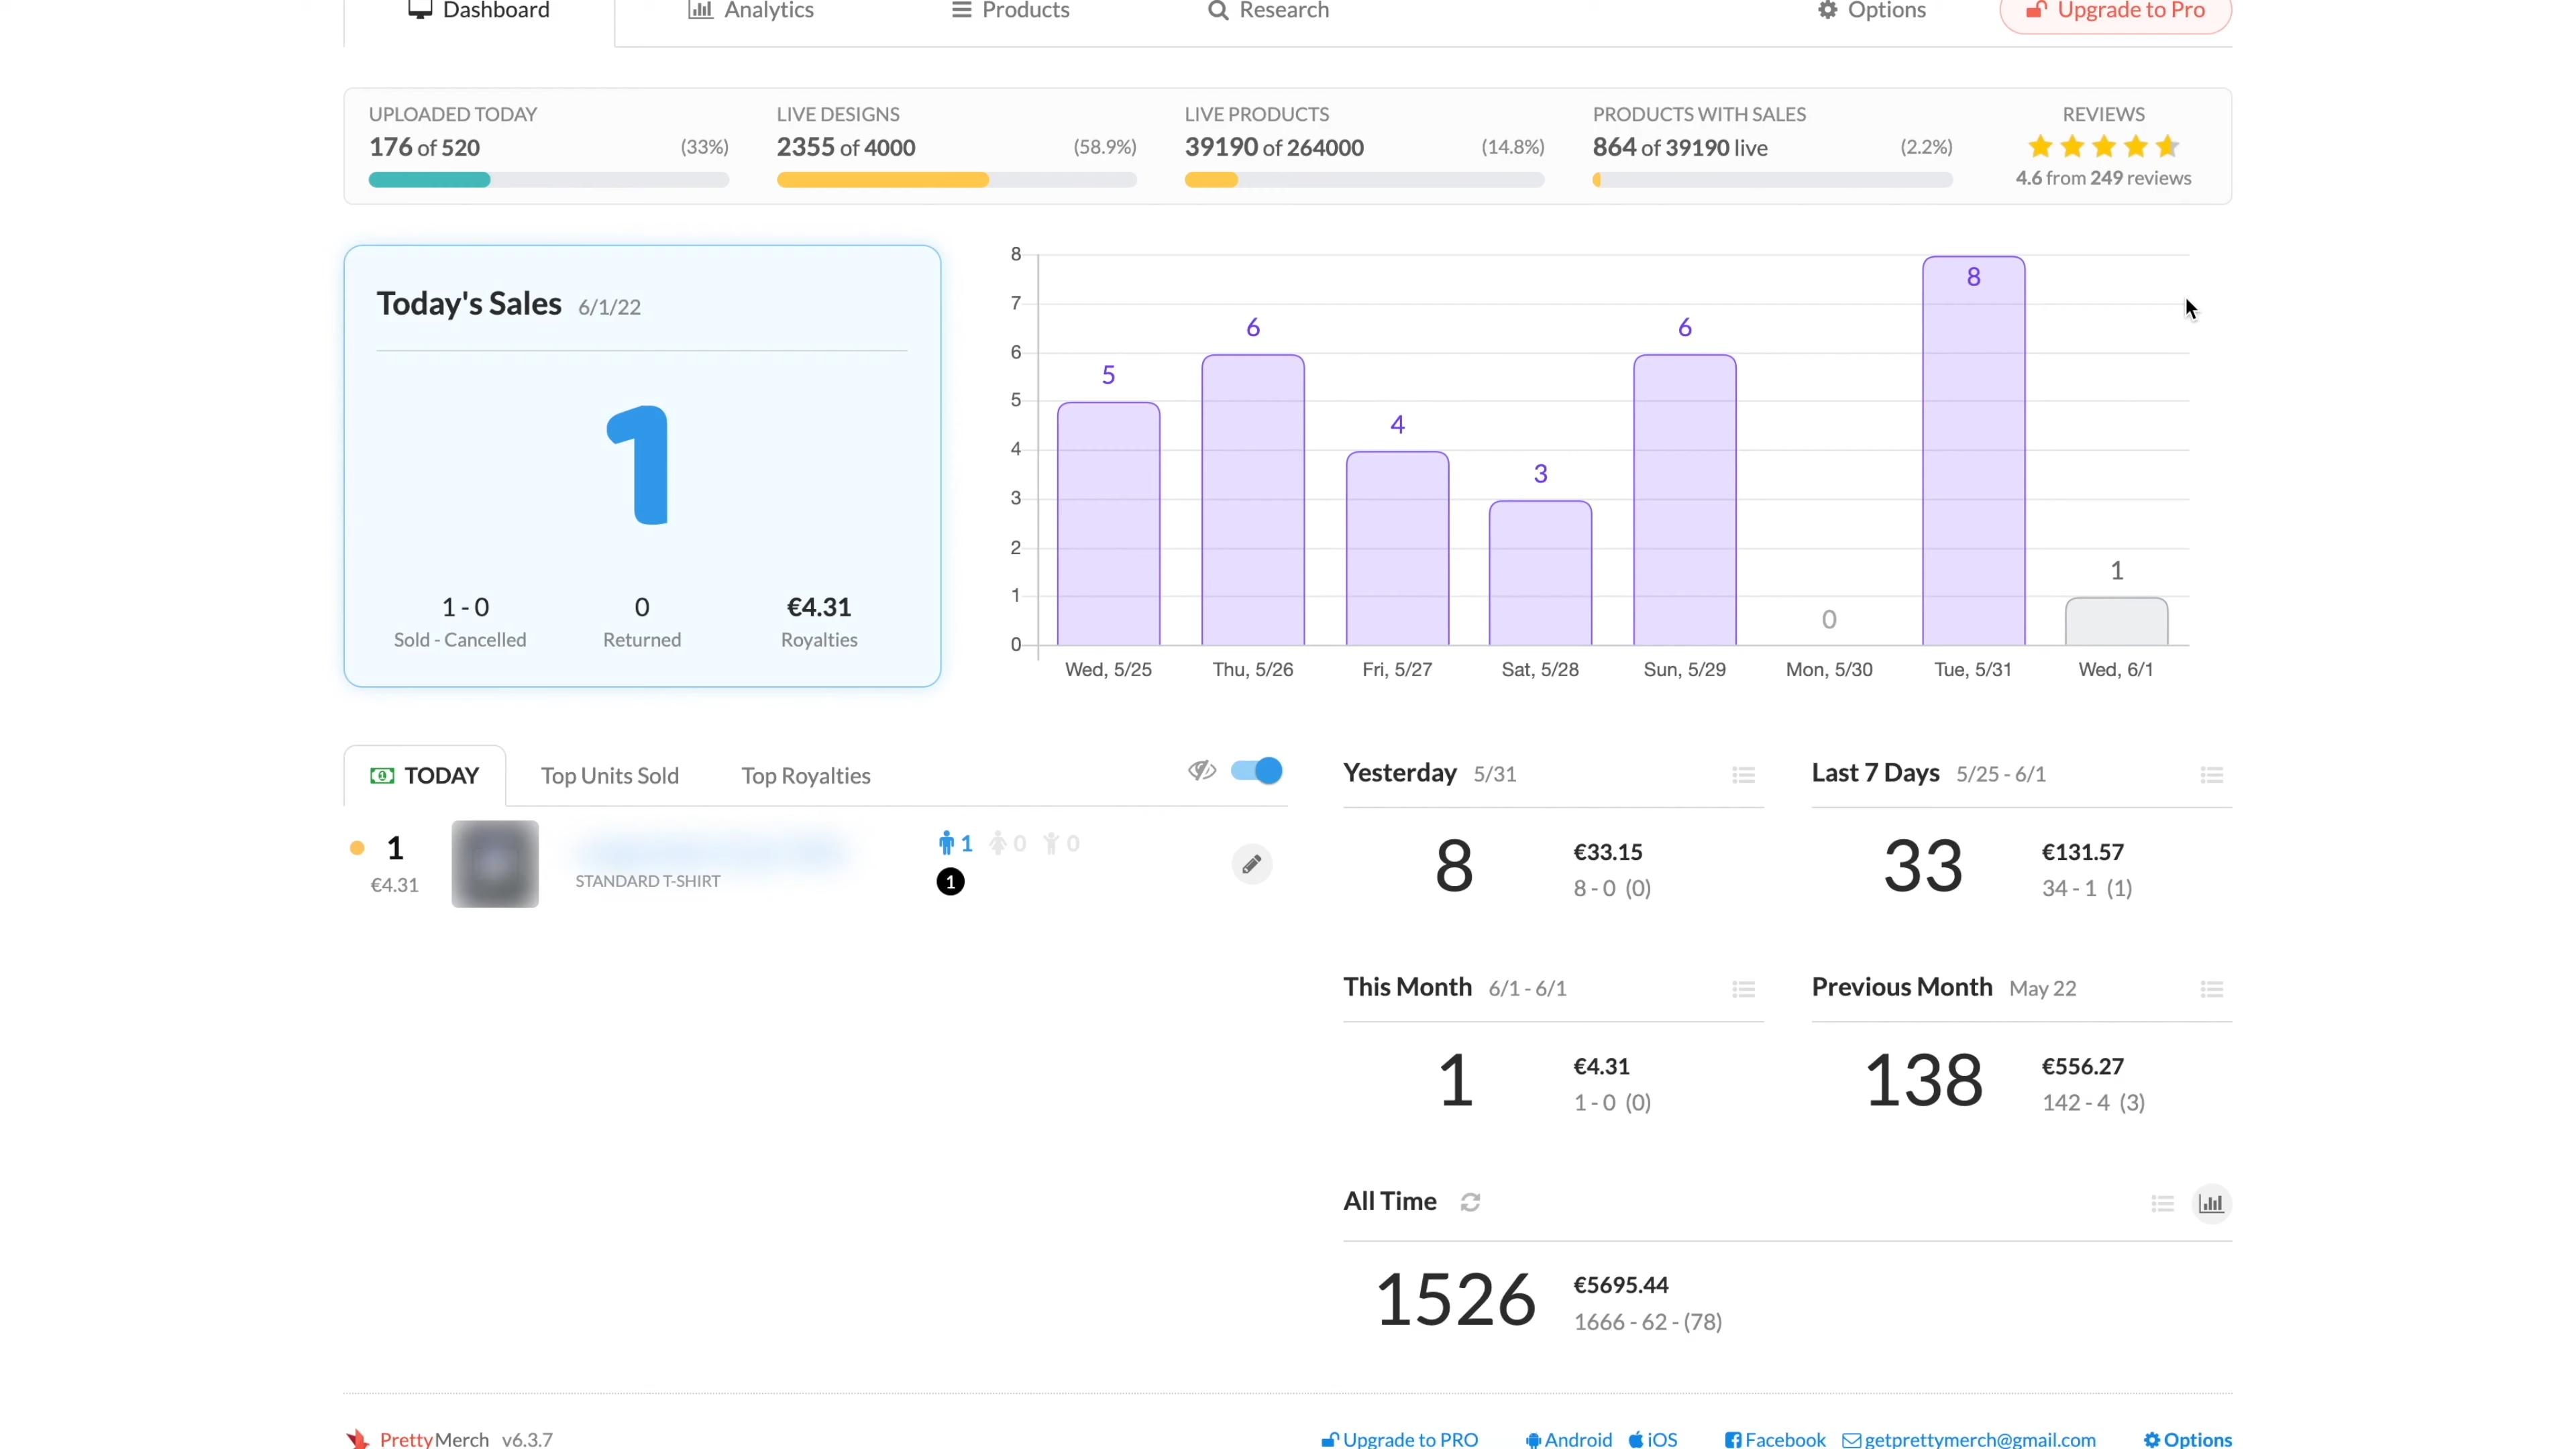 Dashboard
Analytics
Products
Research
Options
Upgrade to Pro
UPLOADED TODAY
176 of 520 (33%)
LIVE DESIGNS
2355 of 4000 (58.9%)
LIVE PRODUCTS
39190 of 264000 (14.8%)
PRODUCTS WITH SALES
864 of 39190 live (2.2%)
REVIEWS
4.6 from 249 reviews
Today's Sales 6/1/22
1
1 - 0
Sold - Cancelled
0
Returned
€4.31
Royalties
8
7
6
5
4
3
2
1
0
5
6
4
3
6
0
8
1
Wed, 5/25
Thu, 5/26
Fri, 5/27
Sat, 5/28
Sun, 5/29
Mon, 5/30
Tue, 5/31
Wed, 6/1
TODAY
Top Units Sold
Top Royalties
1
€4.31
STANDARD T-SHIRT
1 0 0
1
Yesterday 5/31
8
€33.15
8 - 0 (0)
Last 7 Days 5/25 - 6/1
33
€131.57
34 - 1 (1)
This Month 6/1 - 6/1
1
€4.31
1 - 0 (0)
Previous Month May 22
138
€556.27
142 - 4 (3)
All Time
1526
€5695.44
1666 - 62 - (78)
PrettyMerch v6.3.7
Upgrade to PRO
Android
iOS
Facebook
getprettymerch@gmail.com
Options